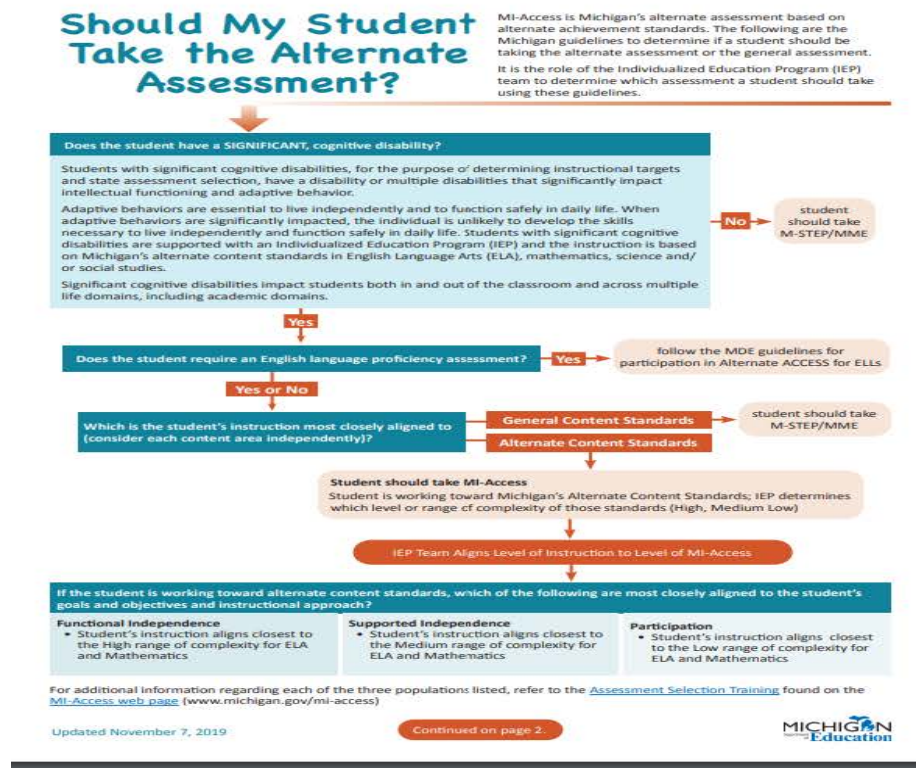 Should My Student
Take the Alternate
Assessment?
MI-Access is Michigan's alternate assessment based on
alternate achievement standards. The following are the
Michigan guidelines to determine if a student should be
taking the alternate assessment or the general assessment.
It is the role of the Individualized Education Program (IEP)
team to determine which assessment a student should take
using these guidelines.
Does the student have a SIGNIFICANT, cognitive disability?
Students with significant cognitive disabilities, for the purpose of determining instructional targets
and state assessment selection, have a disability or multiple disabilities that significantly impact
intellectual functioning and adaptive behavior.
Adaptive behaviors are essential to live independently and to function safely in daily life. When
adaptive behaviors are significantly impacted, the individual is unlikely to develop the skills
necessary to live independently and function safely in daily life. Students with significant cognitive
disabilities are supported with an Individualized Education Program (IEP) and the instruction is based
on Michigan's alternate content standards in English Language Arts (ELA), mathematics, science and/
or social studies.
Significant cognitive disabilities impact students both in and out of the classroom and across multiple
life domains, including academic domains.
No
student
should take
M-STEP/MME
Yes
Does the student require an English language proficiency assessment?
Yes
follow the MDE guidelines for
participation in Alternate ACCESS for ELLs
Yes or No
Which is the student's instruction most closely aligned to
(consider each content area independently)?
General Content Standards
Alternate Content Standards
student should take
M-STEP/MME
Student should take MI-Access
Student is working toward Michigan's Alternate Content Standards; IEP determines
which level or range of complexity of those standards (High, Medium Low)
IEP Team Aligns Level of Instruction to Level of MI-Access
If the student is working toward alternate content standards, which of the following are most closely aligned to the student's
goals and objectives and instructional approach?
Functional Independence
• Student's instruction aligns closest to
the High range of complexity for ELA
and Mathematics
Supported Independence
• Student's instruction aligns closest to
the Medium range of complexity for
ELA and Mathematics
Participation
• Student's instruction aligns closest
to the Low range of complexity for
ELA and Mathematics
For additional information regarding each of the three populations listed, refer to the Assessment Selection Training found on the
MI-Access web page (www.michigan.gov/mi-access)
Updated November 7, 2019
Continued on page 2.
MICHIGAN
Education